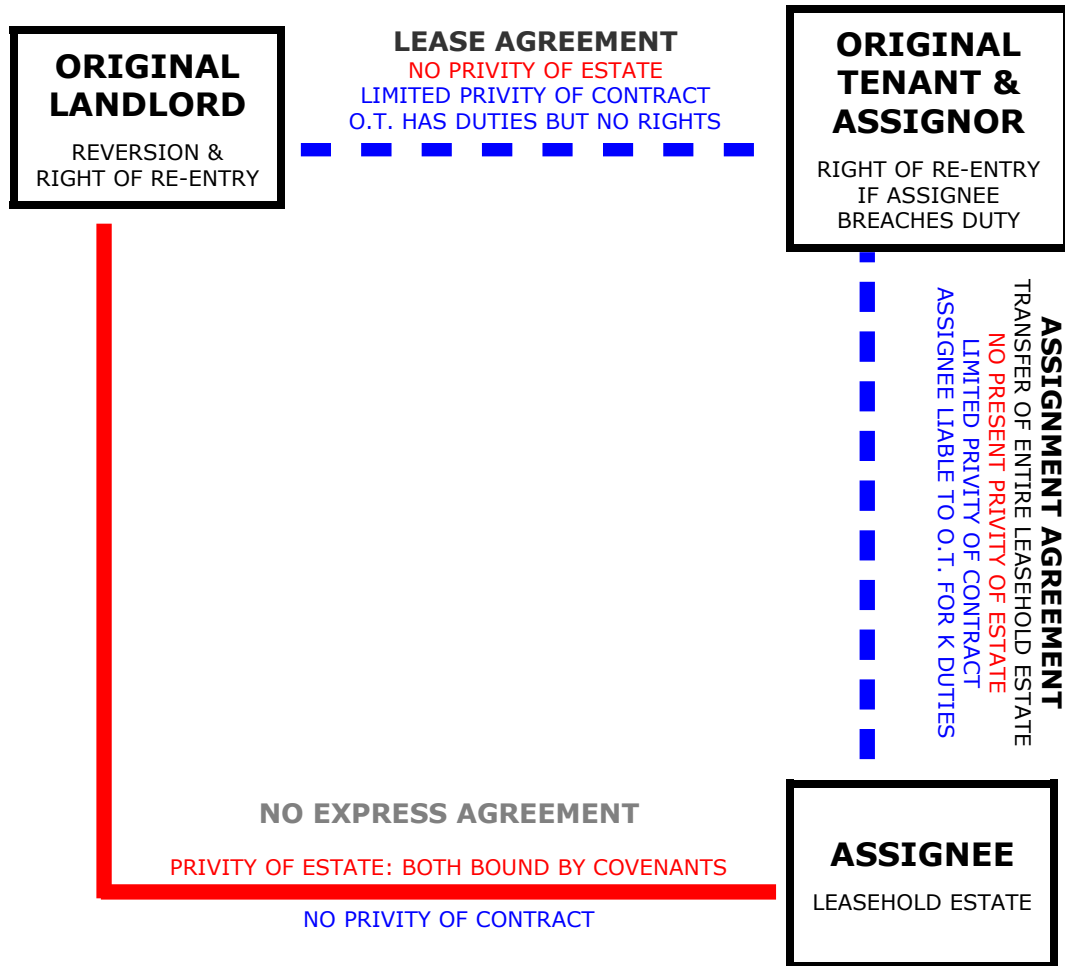 ORIGINAL
LANDLORD
REVERSION &
RIGHT OF RE-ENTRY
LEASE AGREEMENT
NO PRIVITY OF ESTATE
LIMITED PRIVITY OF CONTRACT
O.T. HAS DUTIES BUT NO RIGHTS
ORIGINAL
TENANT &
ASSIGNOR
RIGHT OF RE-ENTRY
IF ASSIGNEE
BREACHES DUTY
ASSIGNMENT AGREEMENT
TRANSFER OF ENTIRE LEASEHOLD ESTATE
NO PRESENT PRIVITY OF ESTATE
LIMITED PRIVITY OF CONTRACT
ASSIGNEE LIABLE TO O.T. FOR K DUTIES
NO EXPRESS AGREEMENT
PRIVITY OF ESTATE: BOTH BOUND BY COVENANTS
NO PRIVITY OF CONTRACT
ASSIGNEE
LEASEHOLD ESTATE